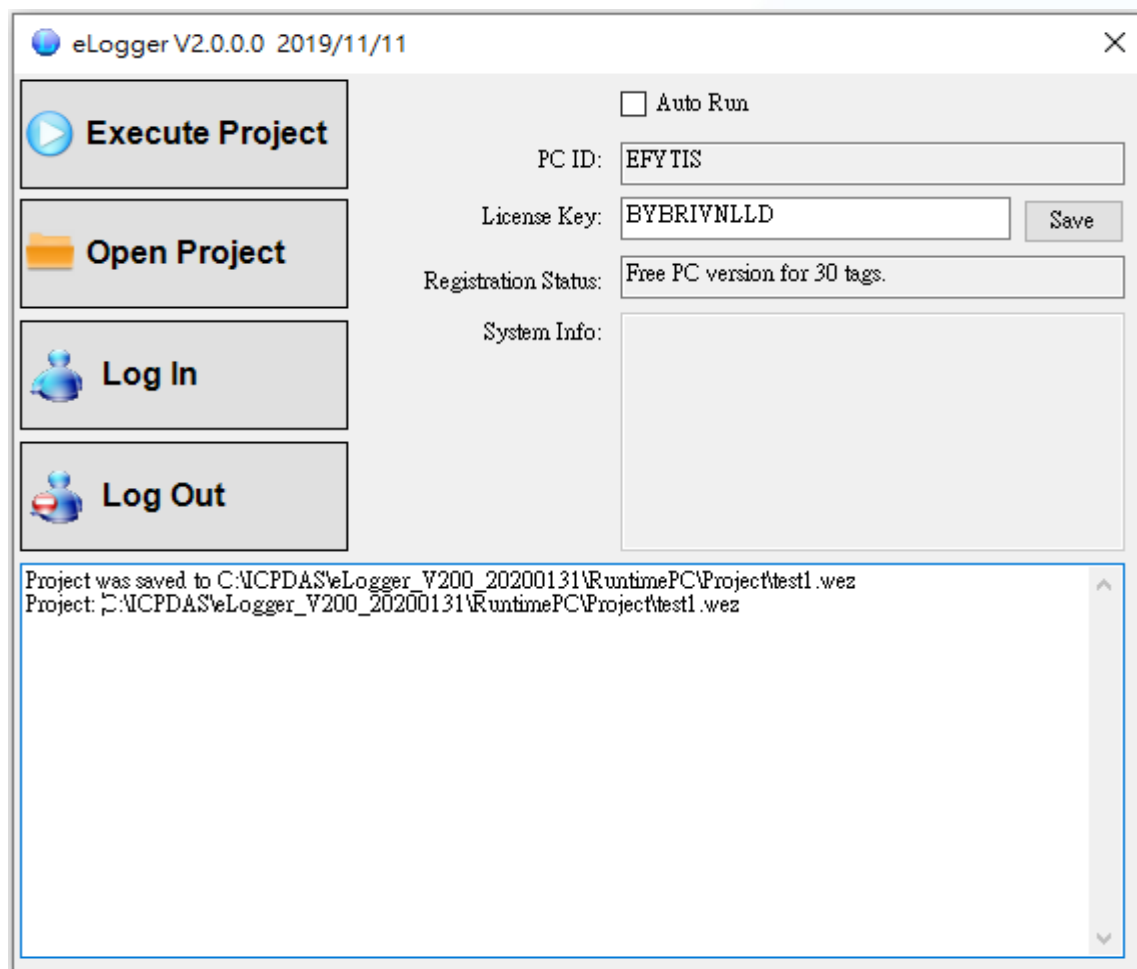 eLogger V2.0.0.0 2019/11/11
Execute Project
Open Project
Log In
Log Out
Auto Run
PC ID: EFYTIS
License Key: BYBRIVNLLD Save
Registration Status: Free PC version for 30 tags.
System Info:
Project was saved to C:\ICPDAS\eLogger_V200_20200131\RuntimePC\Project\test1.wez
Project: C:\ICPDAS\eLogger_V200_20200131\RuntimePC\Project\test1.wez